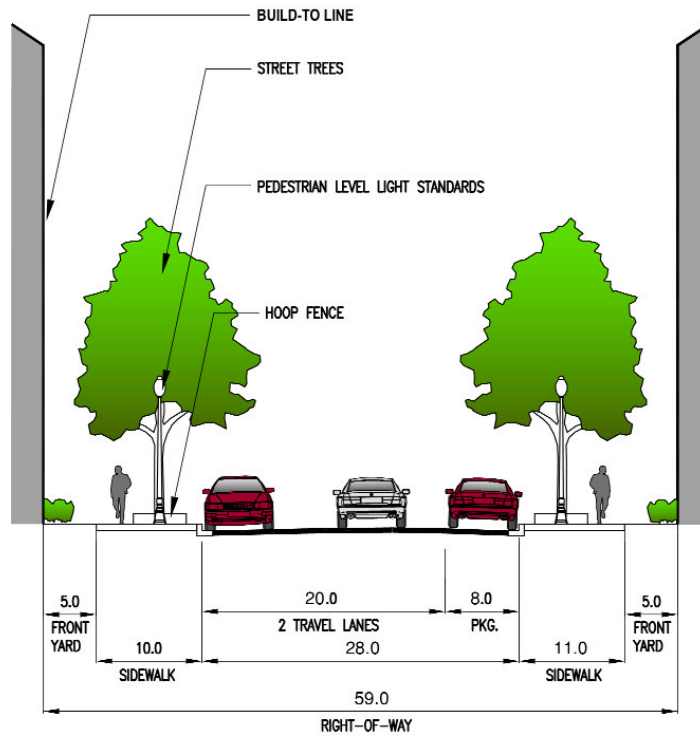 BUILD-TO LINE
STREET TREES
PEDESTRIAN LEVEL LIGHT STANDARDS
HOOP FENCE
5.0
FRONT
YARD
20.0
2 TRAVEL LANES
8.0
PKG.
5.0
FRONT
YARD
10.0
SIDEWALK
28.0
11.0
SIDEWALK
59.0
RIGHT-OF-WAY